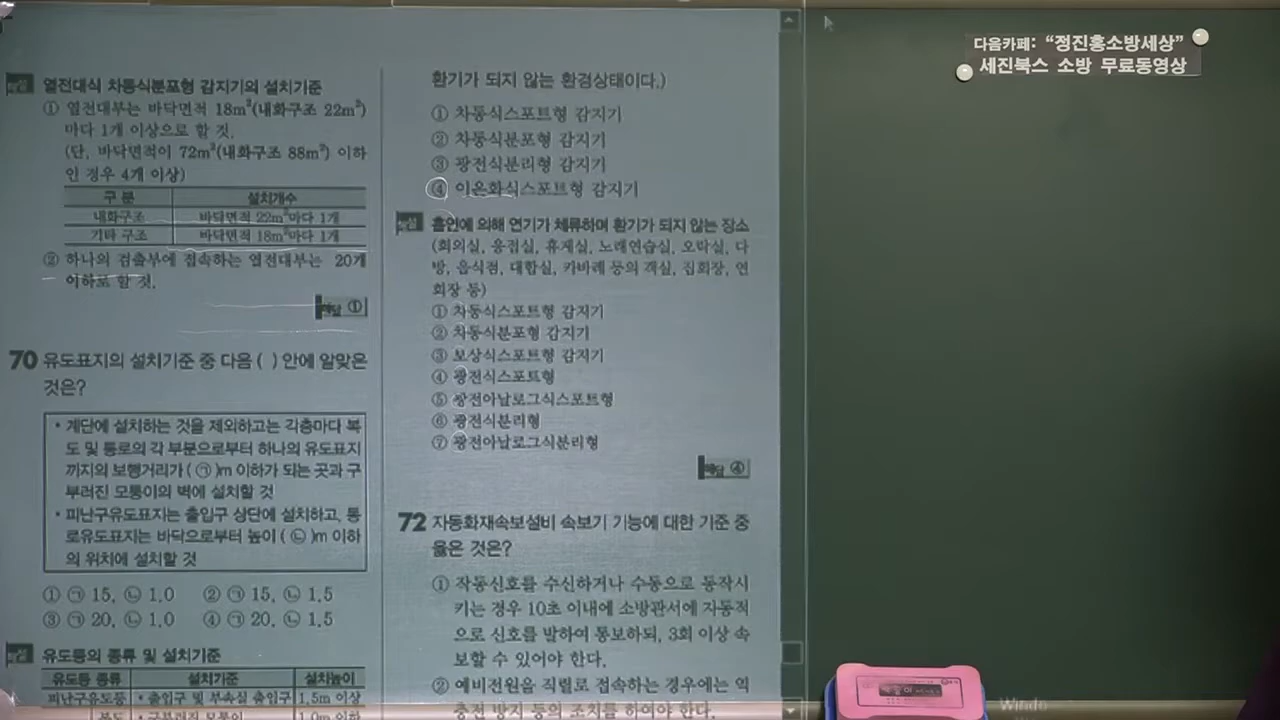 다음카페: "정진홍소방세상"
세진북스 소방 무료동영상
해설 열전대식 차동식분포형 감지기의 설치기준
① 열전대부는 바닥면적 18m²(내화구조 22m²)
마다 1개 이상으로 할 것.
(단, 바닥면적이 72m²(내화구조 88m²) 이하
인 경우 4개 이상)
구 분 설치개수
내화구조 바닥면적 22m²마다 1개
기타 구조 바닥면적 18m²마다 1개
② 하나의 검출부에 접속하는 열전대부는 20개
이하로 할 것.
해답 ①
70 유도표지의 설치기준 중 다음 ( ) 안에 알맞은
것은?
• 계단에 설치하는 것을 제외하고는 각층마다 복
도 및 통로의 각 부분으로부터 하나의 유도표지
까지의 보행거리가 ( ㉠ )m 이하가 되는 곳과 구
부러진 모퉁이의 벽에 설치할 것
• 피난구유도표지는 출입구 상단에 설치하고, 통
로유도표지는 바닥으로부터 높이 ( ㉡ )m 이하
의 위치에 설치할 것
① ㉠ 15, ㉡ 1.0 ② ㉠ 15, ㉡ 1.5
③ ㉠ 20, ㉡ 1.0 ④ ㉠ 20, ㉡ 1.5
해설 유도등의 종류 및 설치기준
유도등 종류 설치기준 설치높이
피난구유도등 • 출입구 및 부속실 출입구 1.5m 이상
복도 • 구부러진 모퉁이 1.0m 이하
환기가 되지 않는 환경상태이다.)
① 차동식스포트형 감지기
② 차동식분포형 감지기
③ 광전식분리형 감지기
④ 이온화식스포트형 감지기
해설 흡연에 의해 연기가 체류하며 환기가 되지 않는 장소
(회의실, 응접실, 휴게실, 노래연습실, 오락실, 다
방, 음식점, 대합실, 카바레 등의 객실, 집회장, 연
회장 등)
① 차동식스포트형 감지기
② 차동식분포형 감지기
③ 보상식스포트형 감지기
④ 광전식스포트형
⑤ 광전아날로그식스포트형
⑥ 광전식분리형
⑦ 광전아날로그식분리형
해답 ④
72 자동화재속보설비 속보기 기능에 대한 기준 중
옳은 것은?
① 작동신호를 수신하거나 수동으로 동작시
키는 경우 10초 이내에 소방관서에 자동적
으로 신호를 발하여 통보하되, 3회 이상 속
보할 수 있어야 한다.
② 예비전원을 직렬로 접속하는 경우에는 역
충전 방지 등의 조치를 하여야 한다.
Windo